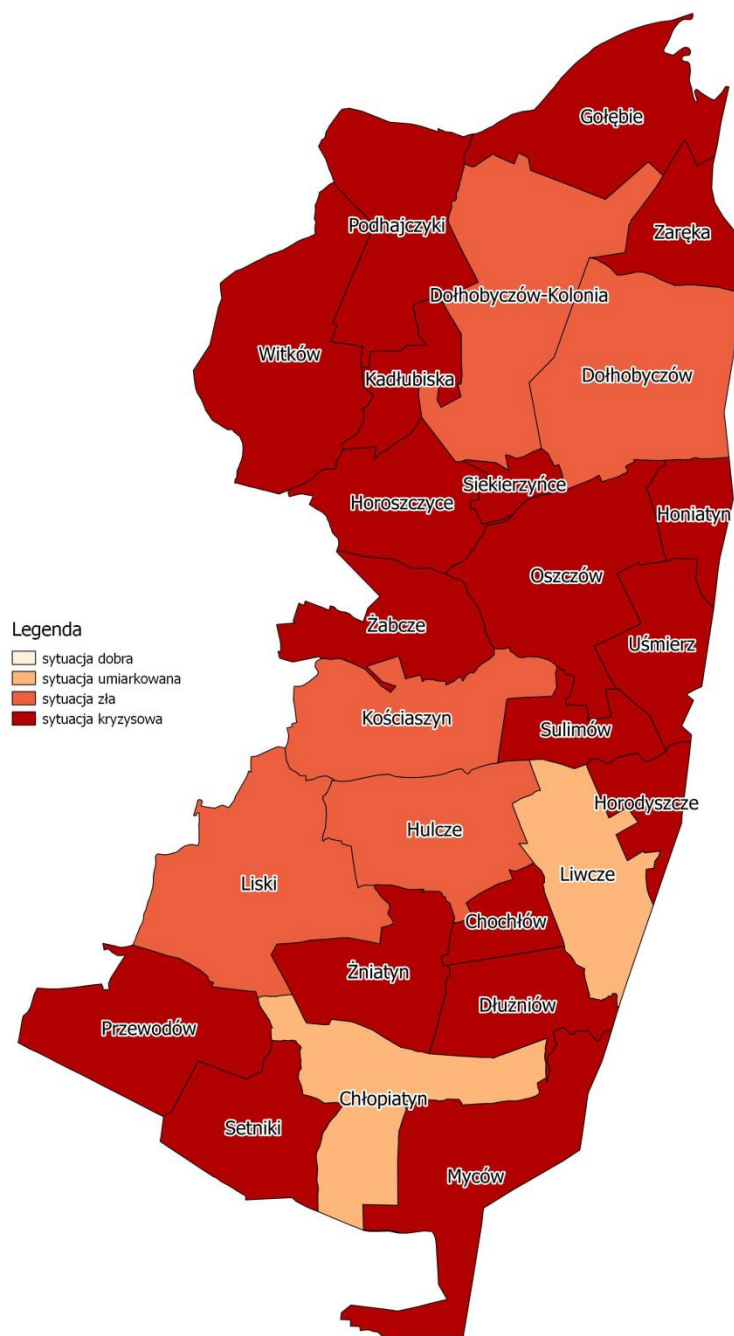 Gołębie
Podhajczyki
Zaręka
Dołhobyczów-Kolonia
Witków
Kadłubiska
Dołhobyczów
Siekierzyńce
Horoszczyce
Honiatyn
Oszczów
Żabcze
Uśmierz
Legenda
sytuacja dobra
sytuacja umiarkowana
sytuacja zła
sytuacja kryzysowa
Kościaszyn
Sulimów
Horodyszcze
Hulcze
Liski
Liwcze
Chochłów
Żniatyn
Dłużniów
Przewodów
Chłopiatyn
Setniki
Myców